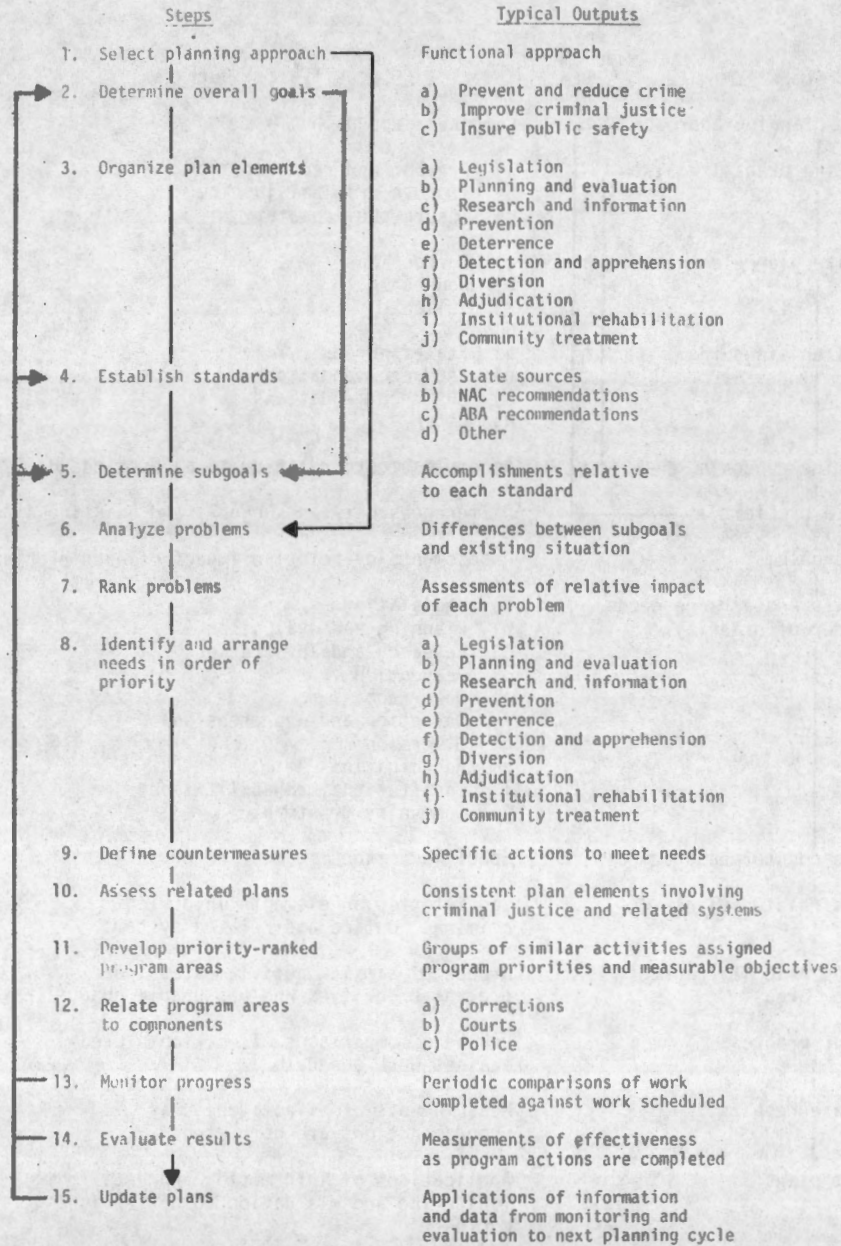 Steps Typical Outputs
1. Select planning approach Functional approach
2. Determine overall goals a) Prevent and reduce crime
b) Improve criminal justice
c) Insure public safety
3. Organize plan elements a) Legislation
b) Planning and evaluation
c) Research and information
d) Prevention
e) Deterrence
f) Detection and apprehension
g) Diversion
h) Adjudication
i) Institutional rehabilitation
j) Community treatment
4. Establish standards a) State sources
b) NAC recommendations
c) ABA recommendations
d) Other
5. Determine subgoals Accomplishments relative
to each standard
6. Analyze problems Differences between subgoals
and existing situation
7. Rank problems Assessments of relative impact
of each problem
8. Identify and arrange a) Legislation
needs in order of b) Planning and evaluation
priority c) Research and information
d) Prevention
e) Deterrence
f) Detection and apprehension
g) Diversion
h) Adjudication
i) Institutional rehabilitation
j) Community treatment
9. Define countermeasures Specific actions to meet needs
10. Assess related plans Consistent plan elements involving
criminal justice and related systems
11. Develop priority-ranked Groups of similar activities assigned
program areas program priorities and measurable objectives
12. Relate program areas a) Corrections
to components b) Courts
c) Police
13. Monitor progress Periodic comparisons of work
completed against work scheduled
14. Evaluate results Measurements of effectiveness
as program actions are completed
15. Update plans Applications of information
and data from monitoring and
evaluation to next planning cycle